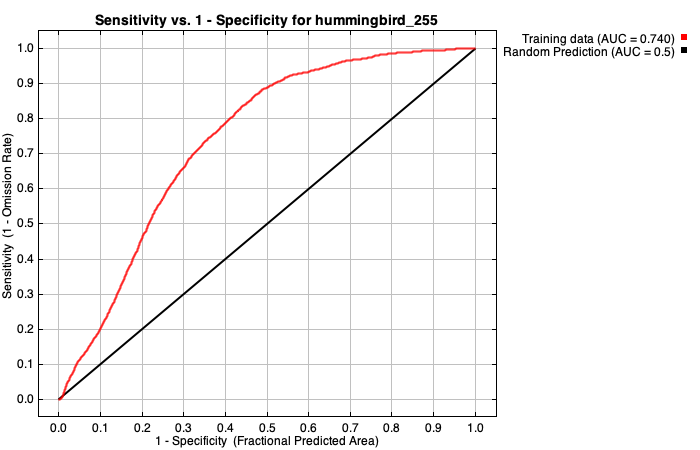 Sensitivity vs. 1 - Specificity for hummingbird_255
Training data (AUC = 0.740)
Random Prediction (AUC = 0.5)
Sensitivity (1 - Omission Rate)
1.0
0.9
0.8
0.7
0.6
0.5
0.4
0.3
0.2
0.1
0.0
0.0 0.1 0.2 0.3 0.4 0.5 0.6 0.7 0.8 0.9 1.0
1 - Specificity (Fractional Predicted Area)